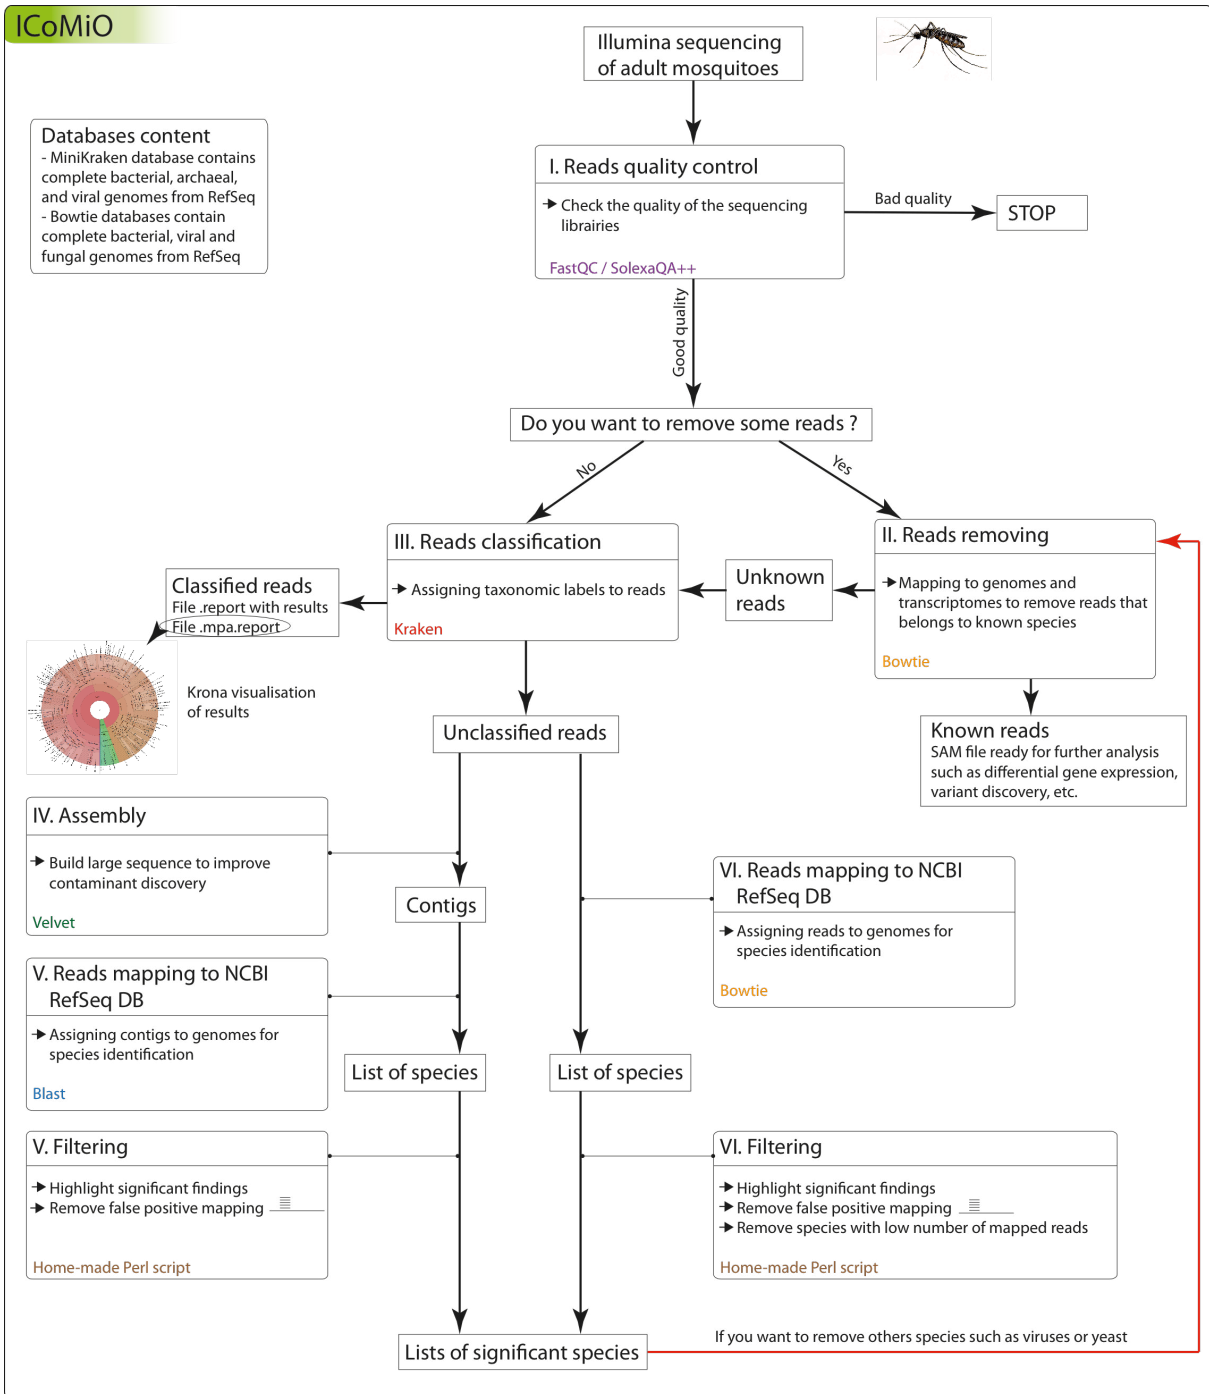 ICoMiO
Illumina sequencing
of adult mosquitoes
Databases content
- MiniKraken database contains
complete bacterial, archaeal,
and viral genomes from RefSeq
- Bowtie databases contain
complete bacterial, viral and
fungal genomes from RefSeq
I. Reads quality control
Check the quality of the sequencing
librairies
FastQC / SolexaQA++
Bad quality
STOP
Good quality
Do you want to remove some reads ?
No
Yes
III. Reads classification
Assigning taxonomic labels to reads
Kraken
II. Reads removing
Mapping to genomes and
transcriptomes to remove reads that
belongs to known species
Bowtie
Unknown
reads
Classified reads
File .report with results
File .mpa.report
Krona visualisation
of results
Unclassified reads
Known reads
SAM file ready for further analysis
such as differential gene expression,
variant discovery, etc.
IV. Assembly
Build large sequence to improve
contaminant discovery
Velvet
Contigs
VI. Reads mapping to NCBI
RefSeq DB
Assigning reads to genomes for
species identification
Bowtie
V. Reads mapping to NCBI
RefSeq DB
Assigning contigs to genomes for
species identification
Blast
List of species
List of species
V. Filtering
Highlight significant findings
Remove false positive mapping
Home-made Perl script
VI. Filtering
Highlight significant findings
Remove false positive mapping
Remove species with low number of mapped reads
Home-made Perl script
If you want to remove others species such as viruses or yeast
Lists of significant species